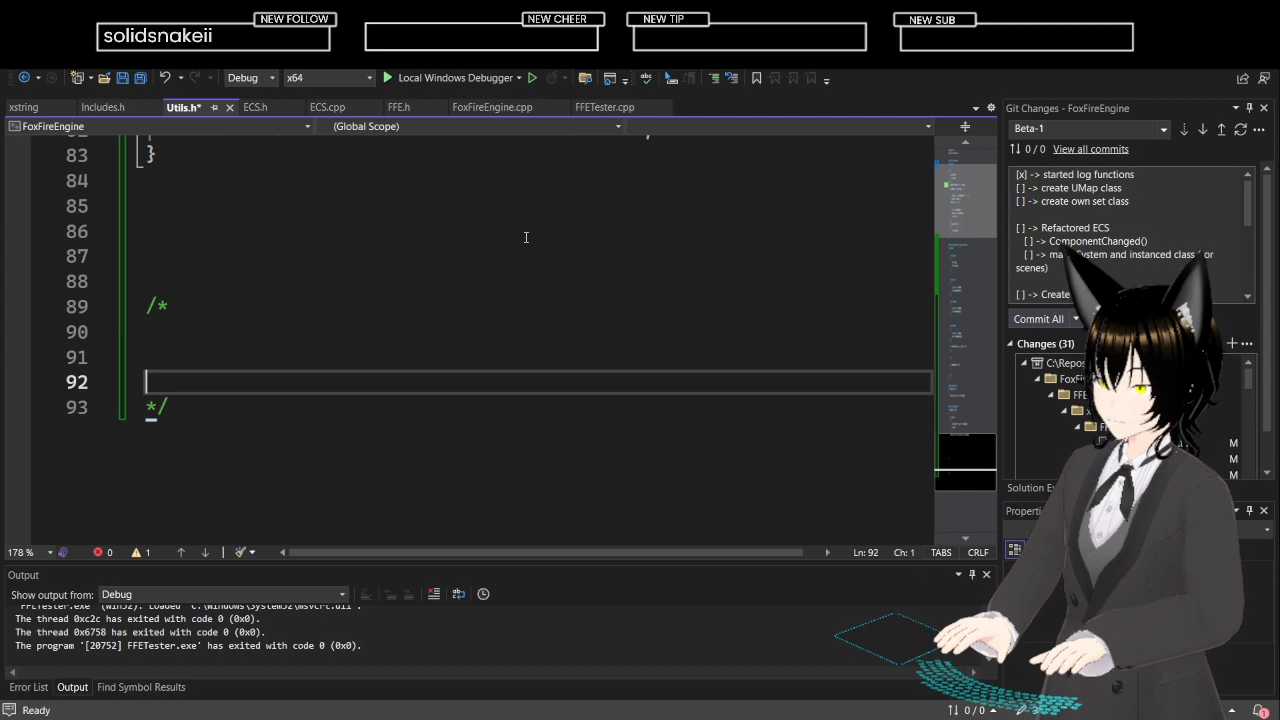 NEW FOLLOW
solidsnakeii
NEW CHEER
NEW TIP
NEW SUB
Debug
x64
Local Windows Debugger
xstring
Includes.h
Utils.h*
ECS.h
ECS.cpp
FFE.h
FoxFireEngine.cpp
FFETester.cpp
FoxFireEngine
(Global Scope)
83
}
84
85
86
87
88
89
/*
90
91
92
93
*/
178 %
0
1
Ln: 92
Ch: 1
TABS
CRLF
Git Changes - FoxFireEngine
Beta-1
0 / 0
View all commits
[x] -> started log functions
[ ] -> create UMap class
[ ] -> create own set class
[ ] -> Refactored ECS
[ ] -> ComponentChanged()
scenes)
[ ] -> Create
Commit All
Changes (31)
M
M
M
Output
Show output from:
Debug
The thread 0xc2c has exited with code 0 (0x0).
The thread 0x6758 has exited with code 0 (0x0).
The program '[20752] FFETester.exe' has exited with code 0 (0x0).
Error List
Output
Find Symbol Results
Ready
0 / 0
1